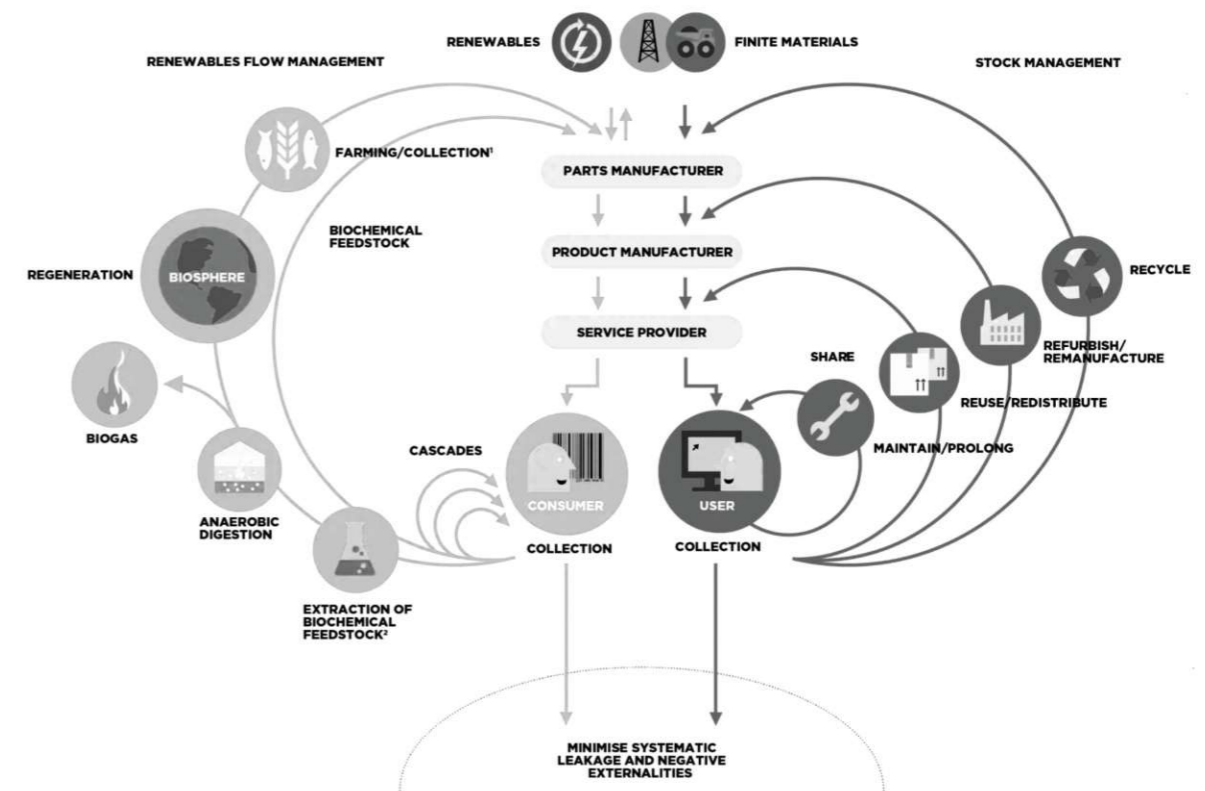 RENEWABLES
FINITE MATERIALS
RENEWABLES FLOW MANAGEMENT
STOCK MANAGEMENT
FARMING/COLLECTION¹
PARTS MANUFACTURER
BIOCHEMICAL
FEEDSTOCK
PRODUCT MANUFACTURER
REGENERATION
BIOSPHERE
RECYCLE
SERVICE PROVIDER
SHARE
REFURBISH/
REMANUFACTURE
REUSE/REDISTRIBUTE
BIOGAS
CASCADES
MAINTAIN/PROLONG
CONSUMER
USER
ANAEROBIC
DIGESTION
COLLECTION
COLLECTION
EXTRACTION OF
BIOCHEMICAL
FEEDSTOCK²
MINIMISE SYSTEMATIC
LEAKAGE AND NEGATIVE
EXTERNALITIES